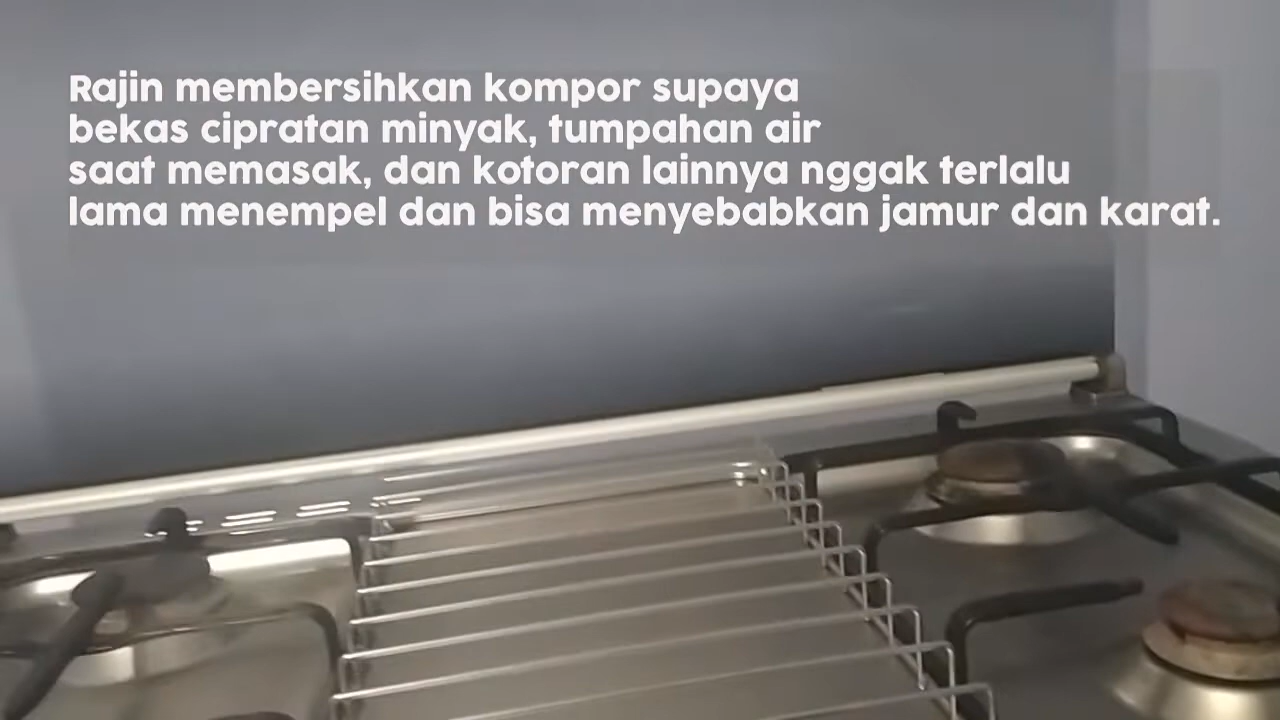 Rajin membersihkan kompor supaya
bekas cipratan minyak, tumpahan air
saat memasak, dan kotoran lainnya nggak terlalu
lama menempel dan bisa menyebabkan jamur dan karat.